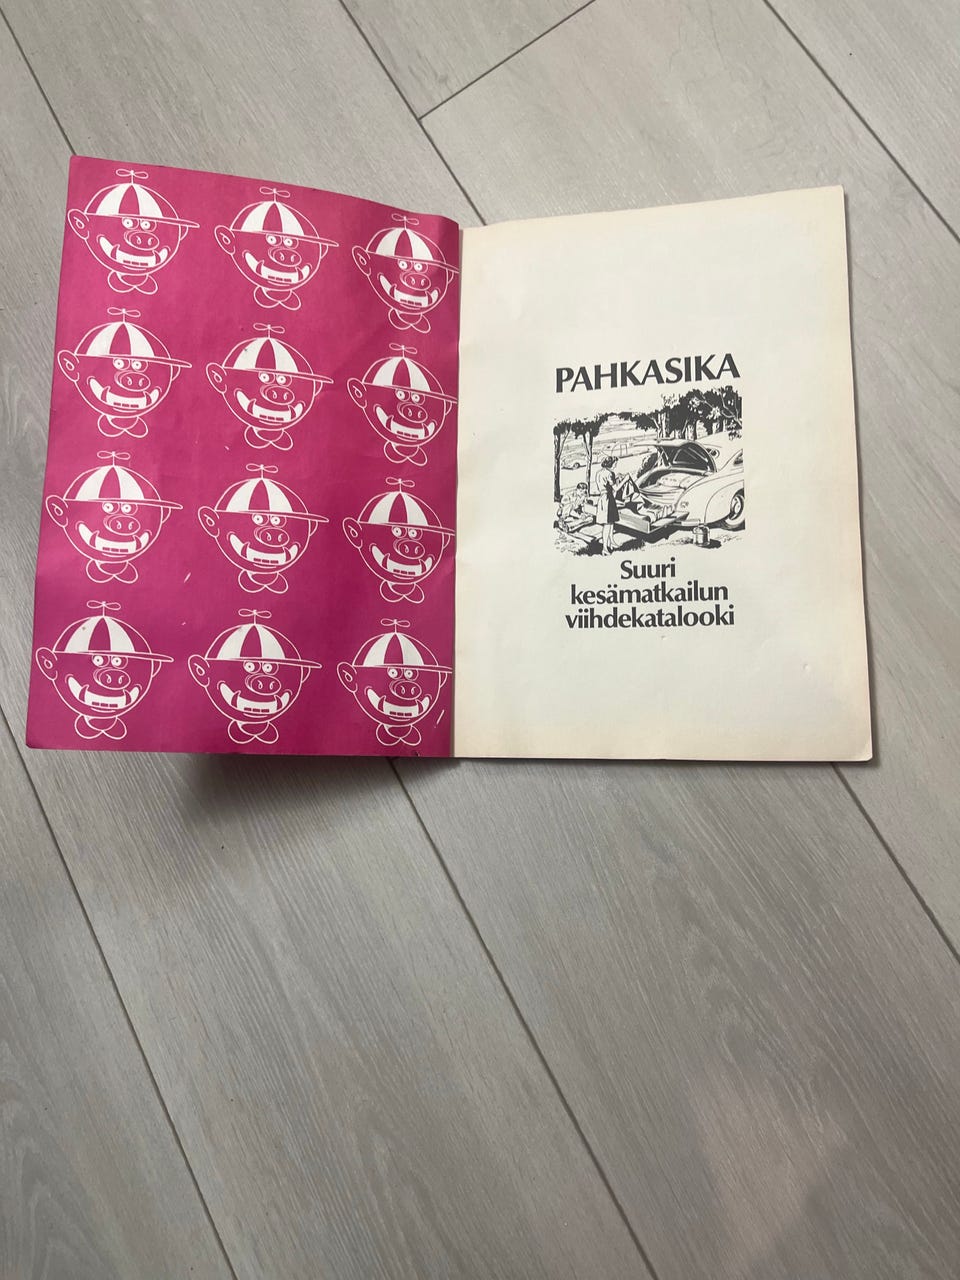 PAHKASIKA
Suuri
kesämatkailun
viihdekatalooki